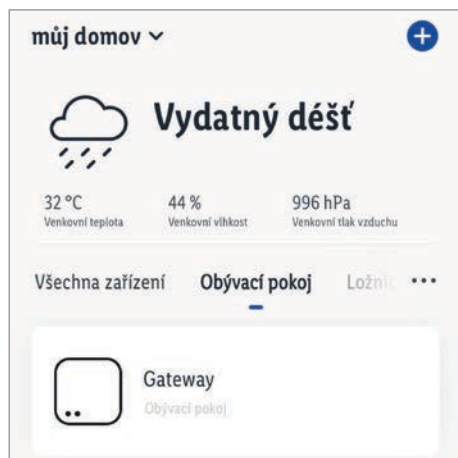 můj domov
Vydatný déšť
32 °C 44 % 996 hPa
Venkovní teplota Venkovní vlhkost Venkovní tlak vzduchu
Všechna zařízení Obývací pokoj Ložnic
Gateway
Obývací pokoj